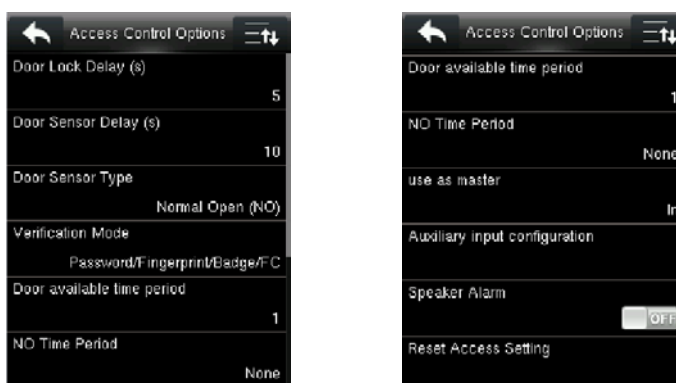 Access Control Options
Door Lock Delay (s)
5
Door Sensor Delay (s)
10
Door Sensor Type
Normal Open (NO)
Verification Mode
Password/Fingerprint/Badge/FC
Door available time period
1
NO Time Period
None
Access Control Options
Door available time period
1
NO Time Period
None
use as master
In
Auxiliary input configuration
Speaker Alarm
OFF
Reset Access Setting